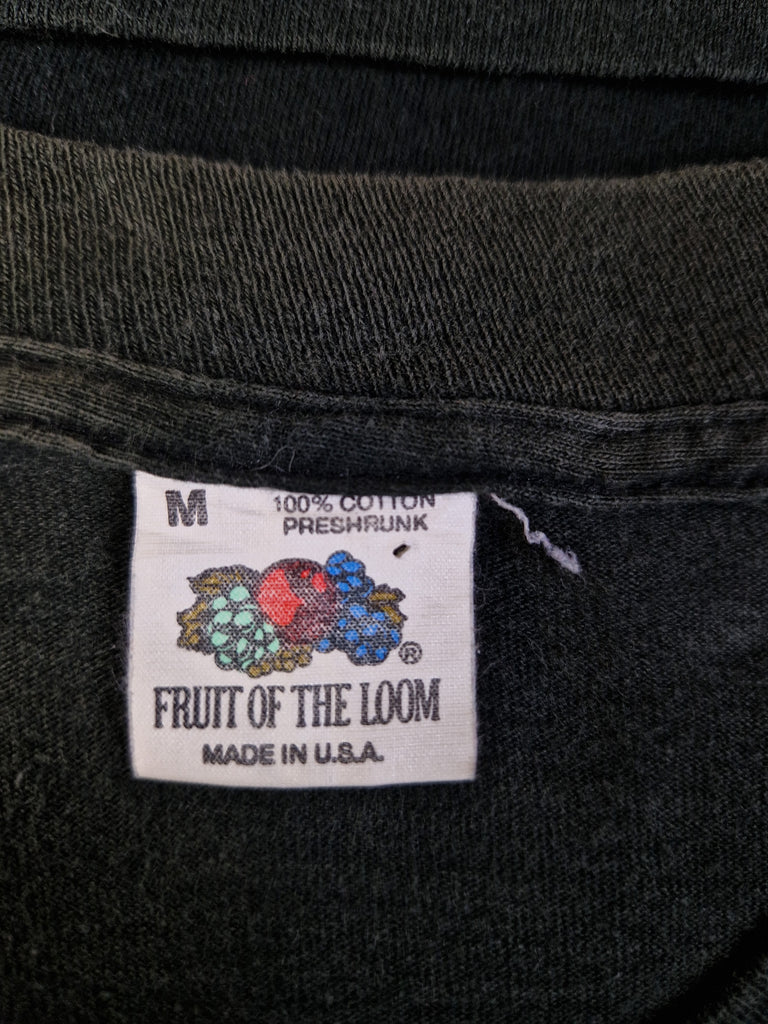 M
100% COTTON
PRESHRUNK
®
FRUIT OF THE LOOM
MADE IN U.S.A.